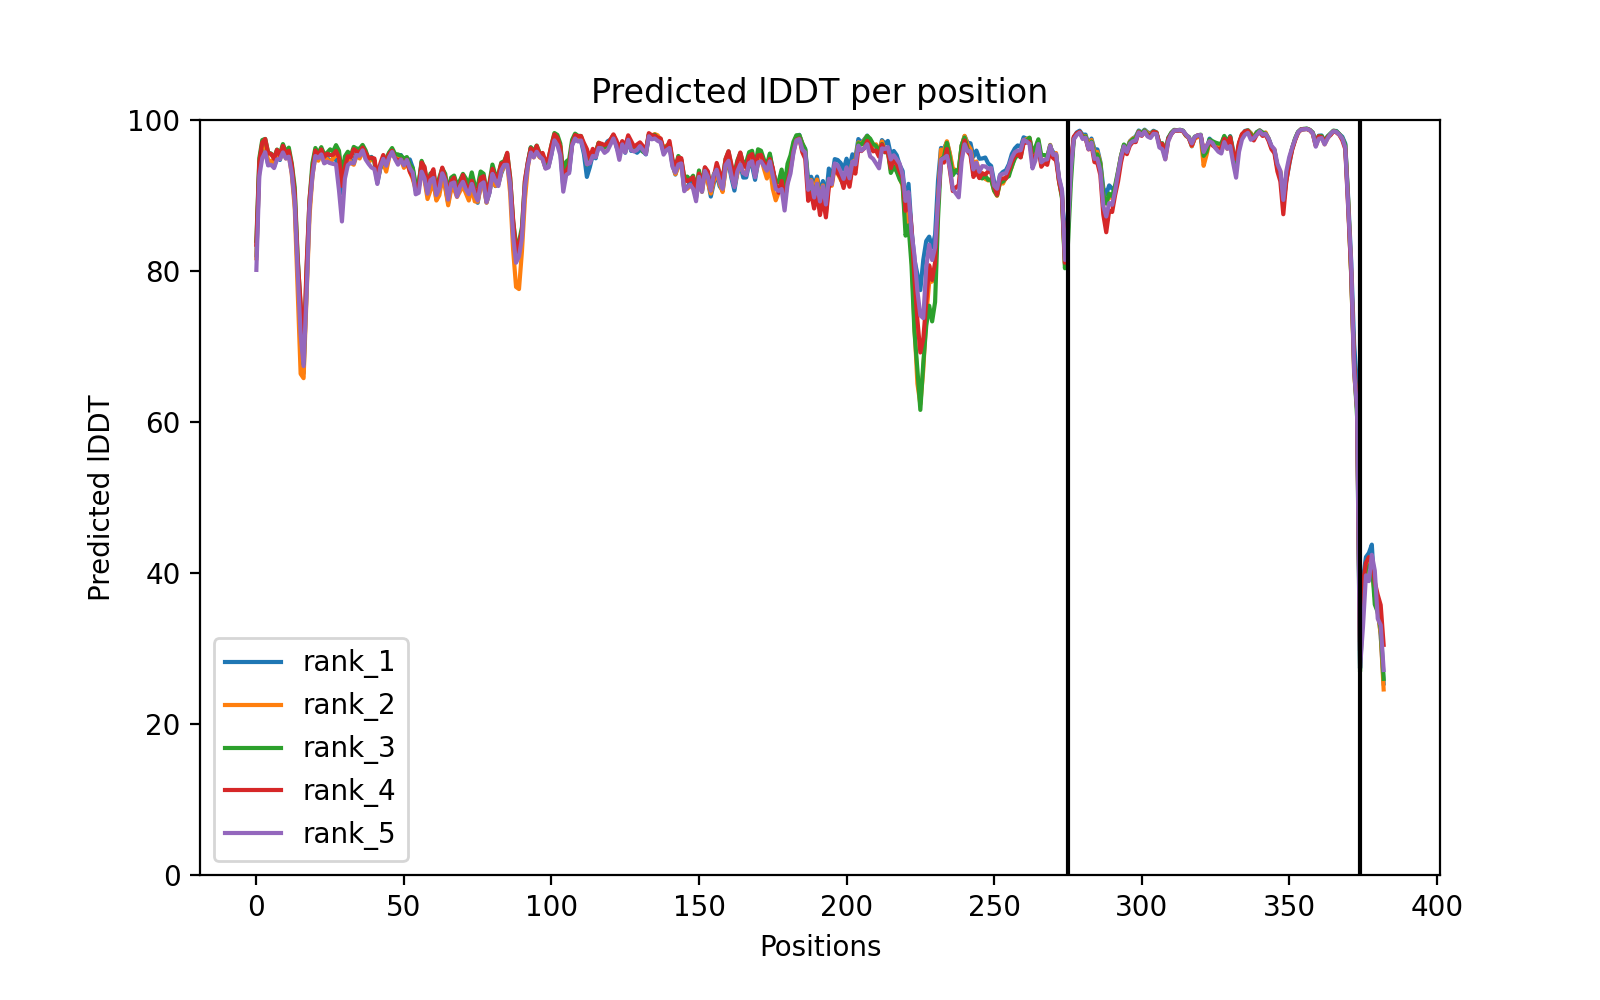 Predicted lDDT per position
100
80
60
40
20
0
Predicted lDDT
rank_1
rank_2
rank_3
rank_4
rank_5
0 50 100 150 200 250 300 350 400
Positions